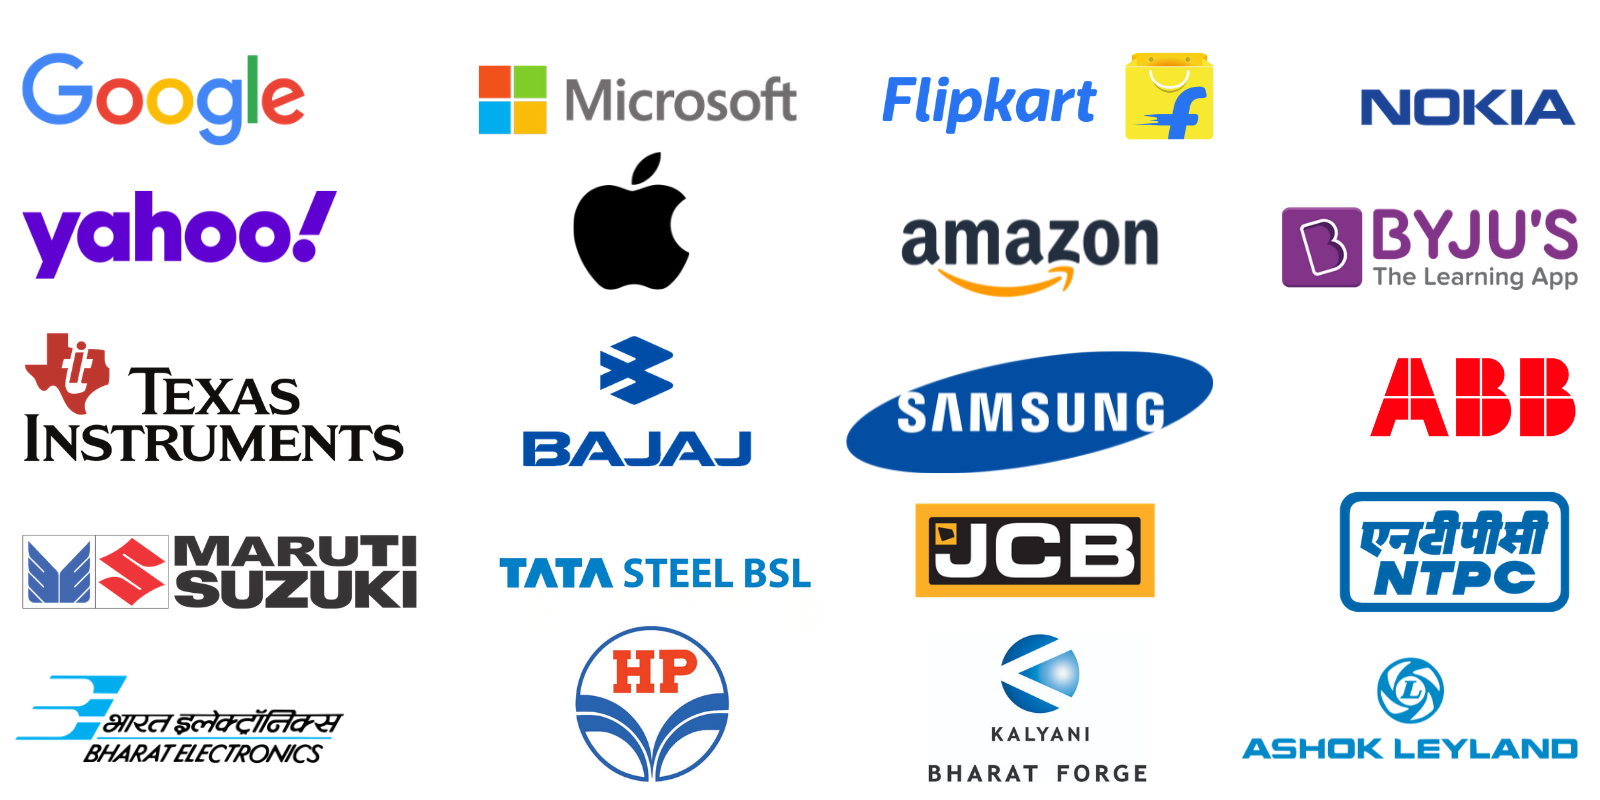 Google
Microsoft
Flipkart
f
NOKIA
yahoo!
amazon
B
BYJU'S
The Learning App
ti
TEXAS
INSTRUMENTS
BAJAJ
SAMSUNG
ABB
MARUTI
SUZUKI
TATA STEEL BSL
JCB
एनटीपीसी
NTPC
भारत इलेक्ट्रॉनिक्स
BHARAT ELECTRONICS
HP
KALYANI
BHARAT FORGE
L
ASHOK LEYLAND